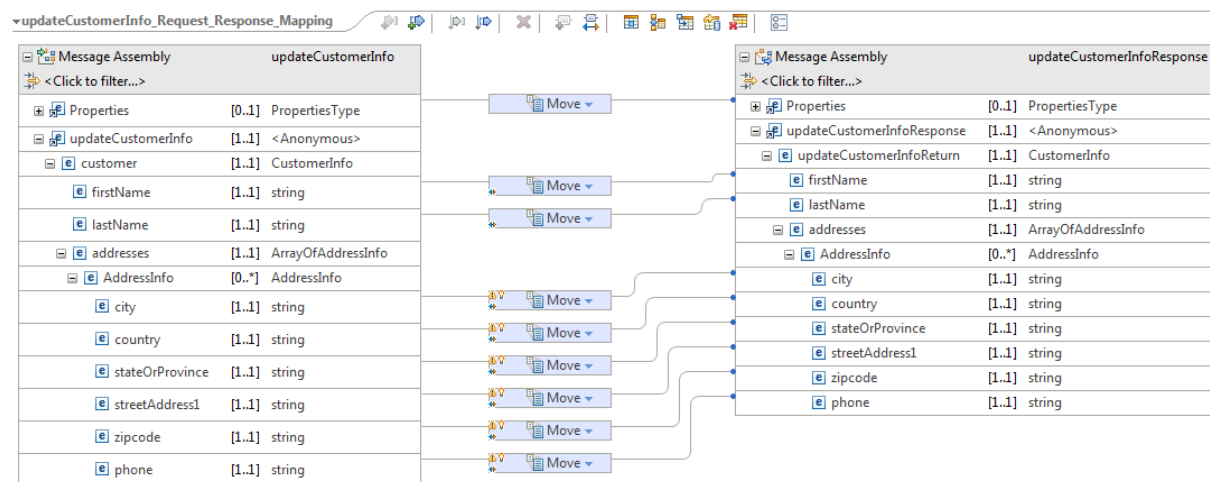 updateCustomerInfo_Request_Response_Mapping
Message Assembly updateCustomerInfo
<Click to filter...>
Properties [0..1] PropertiesType
updateCustomerInfo [1..1] <Anonymous>
customer [1..1] CustomerInfo
firstName [1..1] string
lastName [1..1] string
addresses [1..1] ArrayOfAddressInfo
AddressInfo [0..*] AddressInfo
city [1..1] string
country [1..1] string
stateOrProvince [1..1] string
streetAddress1 [1..1] string
zipcode [1..1] string
phone [1..1] string
Move
Move
Move
Move
Move
Move
Move
Move
Move
Message Assembly updateCustomerInfoResponse
<Click to filter...>
Properties [0..1] PropertiesType
updateCustomerInfoResponse [1..1] <Anonymous>
updateCustomerInfoReturn [1..1] CustomerInfo
firstName [1..1] string
lastName [1..1] string
addresses [1..1] ArrayOfAddressInfo
AddressInfo [0..*] AddressInfo
city [1..1] string
country [1..1] string
stateOrProvince [1..1] string
streetAddress1 [1..1] string
zipcode [1..1] string
phone [1..1] string